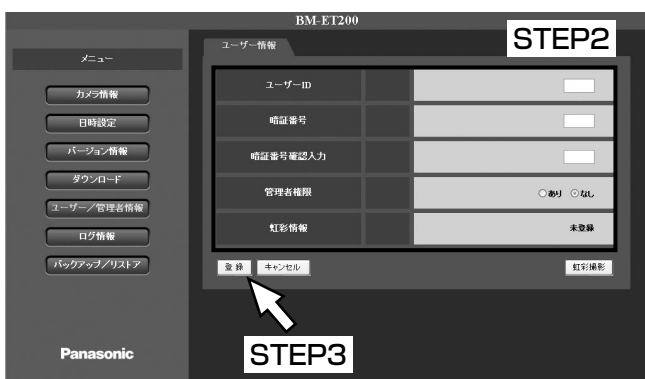 BM-ET200
メニュー
カメラ情報
日時設定
バージョン情報
ダウンロード
ユーザー／管理者情報
ログ情報
バックアップ／リストア
Panasonic
ユーザー情報
STEP2
ユーザーID
暗証番号
暗証番号確認入力
管理者権限 あり なし
虹彩情報 未登録
登録 キャンセル 虹彩撮影
STEP3